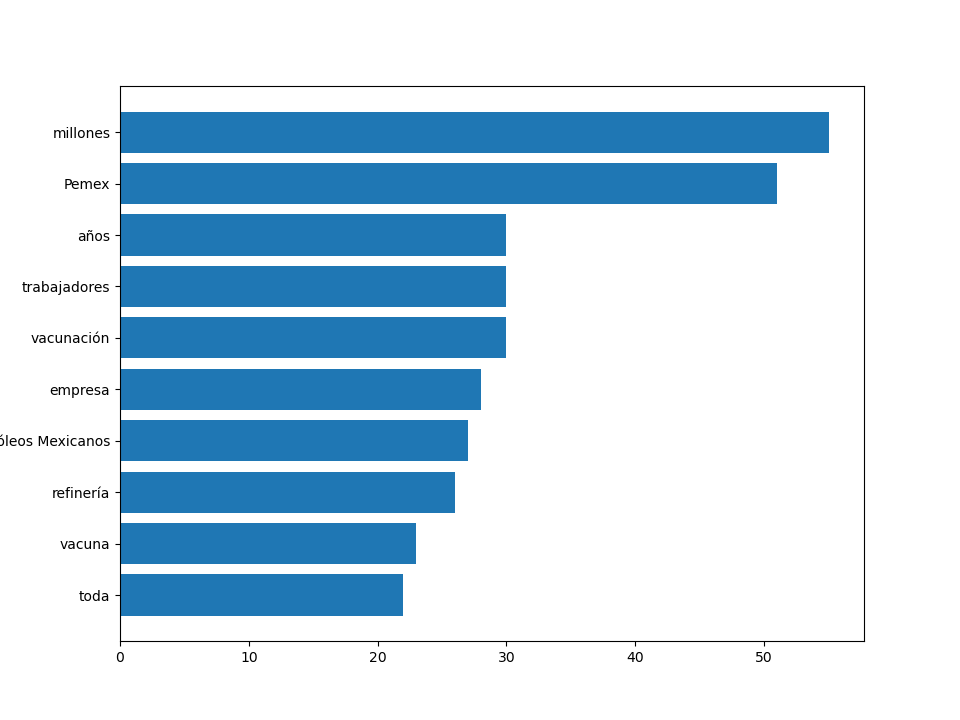 millones
Pemex
años
trabajadores
vacunación
empresa
óleos Mexicanos
refinería
vacuna
toda
0 10 20 30 40 50